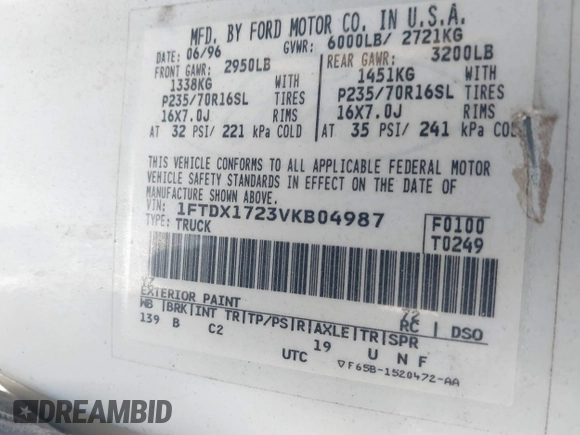 MFD. BY FORD MOTOR CO. IN U.S.A.
DATE: 06/96 GVWR: 6000LB/ 2721KG
FRONT GAWR: 2950LB REAR GAWR: 3200LB
1338KG WITH 1451KG WITH
P235/70R16SL TIRES P235/70R16SL TIRES
16X7.0J RIMS 16X7.0J RIMS
AT 32 PSI/ 221 kPa COLD AT 35 PSI/ 241 kPa COLD
THIS VEHICLE CONFORMS TO ALL APPLICABLE FEDERAL MOTOR
VEHICLE SAFETY STANDARDS IN EFFECT ON THE DATE OF
MANUFACTURE SHOWN ABOVE.
VIN: 1FTDX1723VKB04987 F0100
TYPE: TRUCK T0249
EXTERIOR PAINT RC DSO
WB BRK INT TR TP/PS R AXLE TR SPR
139 B C2 19 U N F
UTC ▽F65B-1520472-AA
DREAMBID